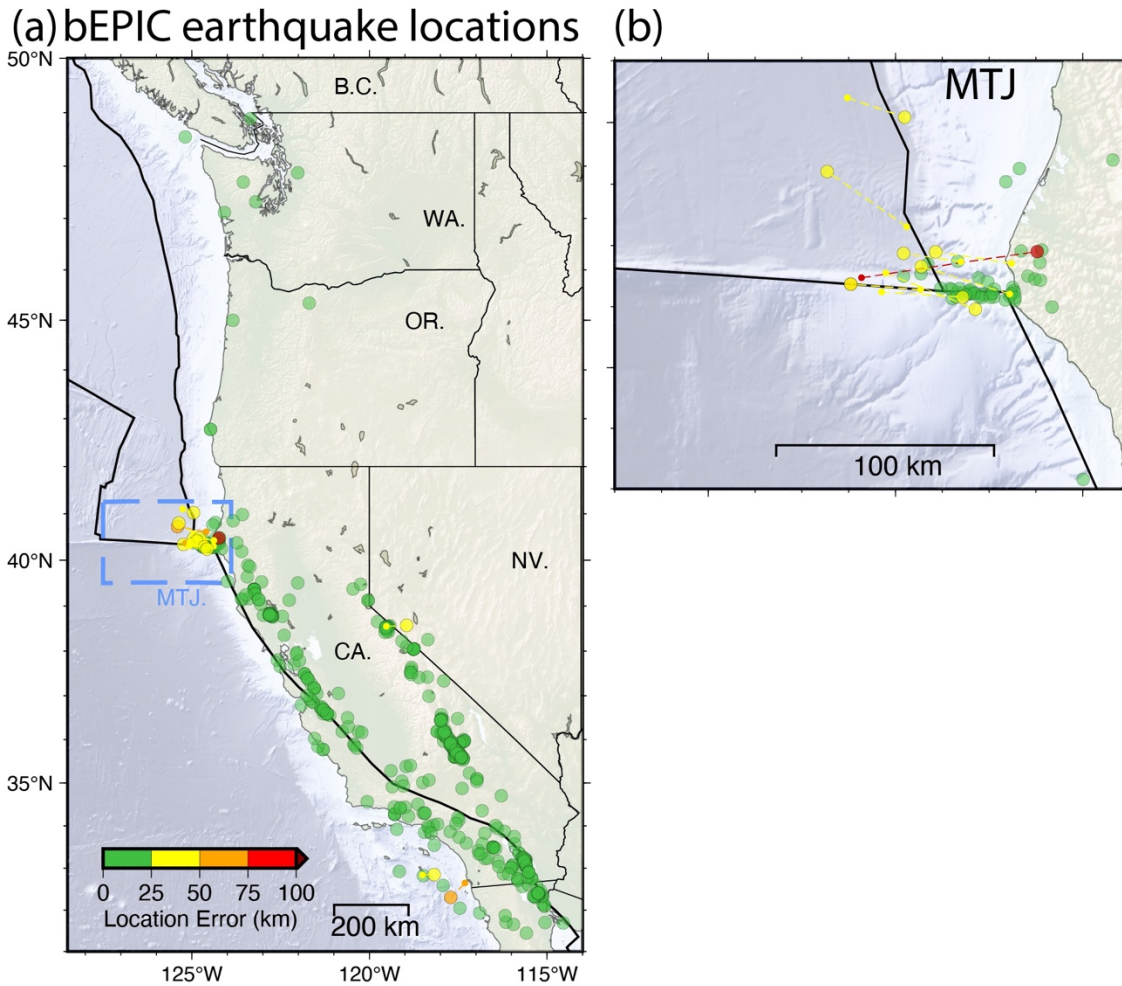 (a) bEPIC earthquake locations
(b)
50°N
45°N
40°N
35°N
B.C.
WA.
OR.
NV.
CA.
MTJ.
0 25 50 75 100
Location Error (km)
200 km
125°W 120°W 115°W
MTJ
100 km